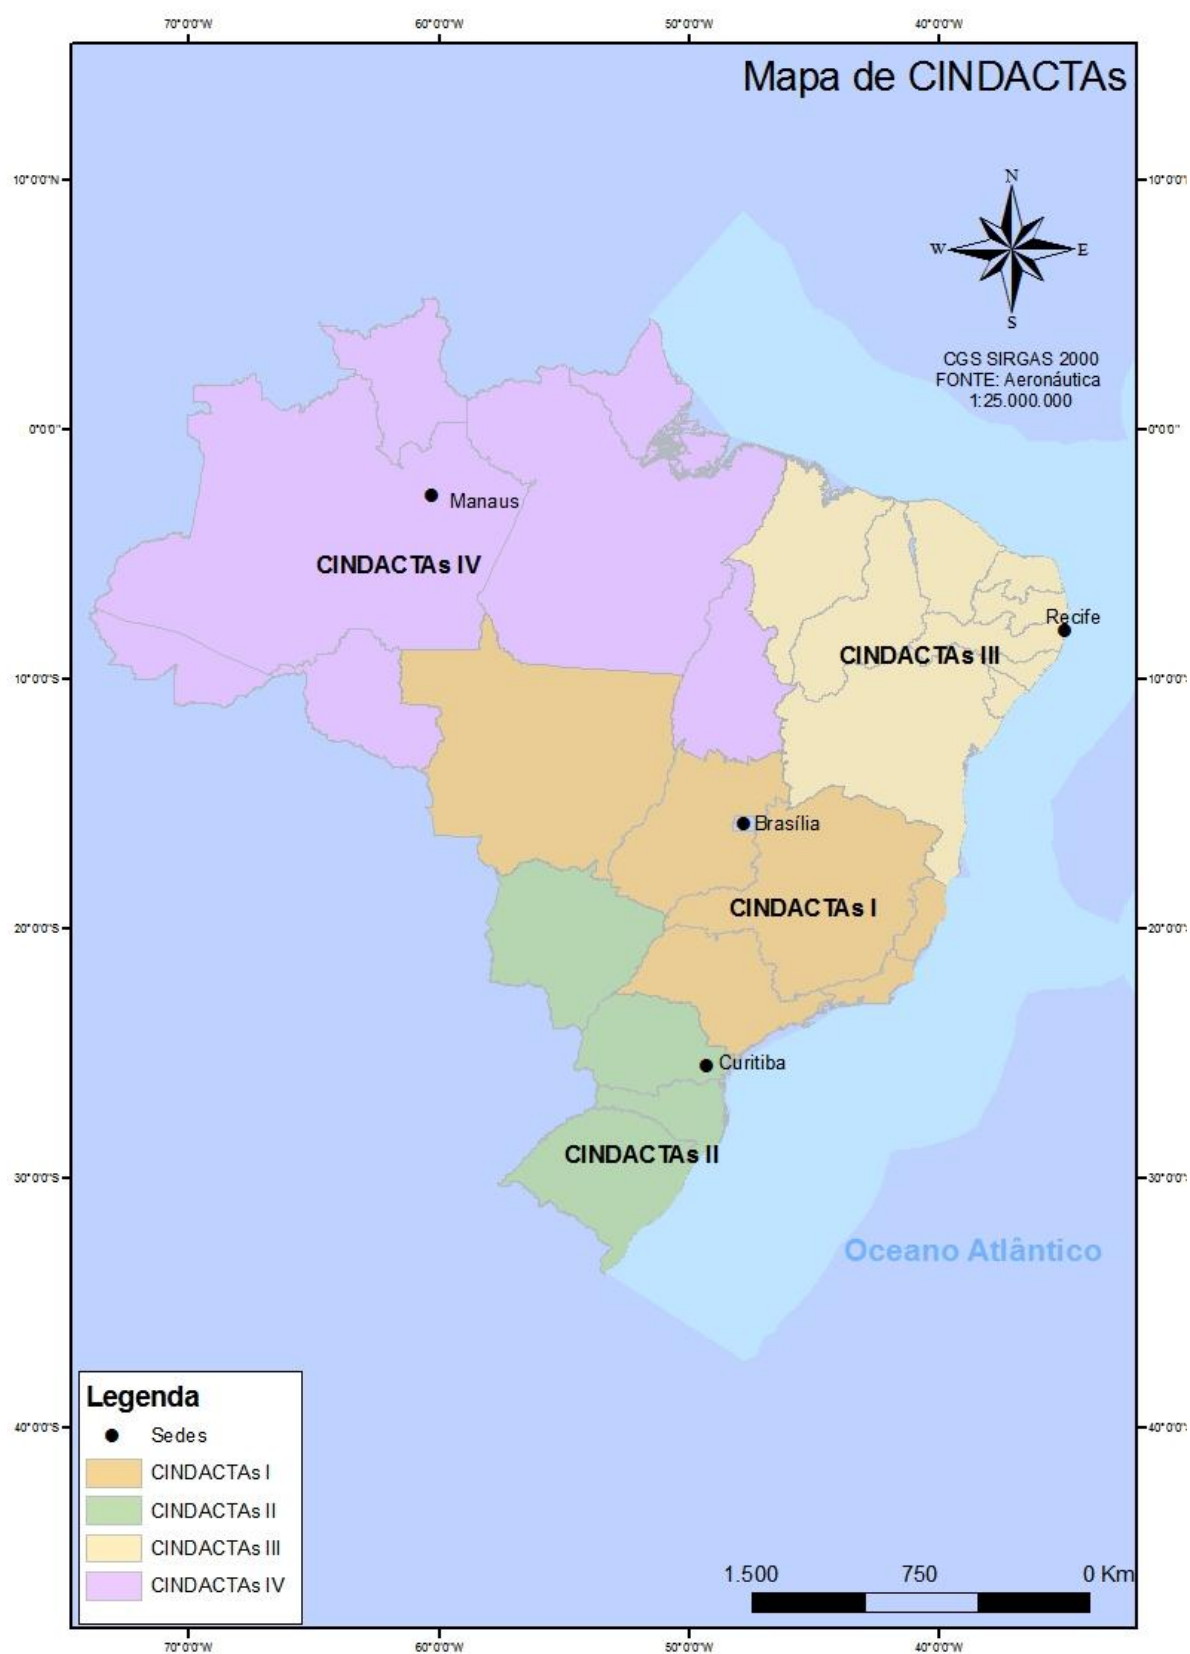 70°0'0"W 60°0'0"W 50°0'0"W 40°0'0"W
Mapa de CINDACTAs
10°0'0"N 10°0'0"
N
W E
S
CGS SIRGAS 2000
FONTE: Aeronáutica
1:25.000.000
0°0'0" 0°0'0"
Manaus
CINDACTAs IV
Recife
CINDACTAs III
10°0'0"S 10°0'0"S
Brasília
CINDACTAs I
20°0'0"S 20°0'0"S
Curitiba
CINDACTAs II
30°0'0"S 30°0'0"S
Oceano Atlântico
Legenda
40°0'0"S 40°0'0"S
Sedes
CINDACTAs I
CINDACTAs II
CINDACTAs III
CINDACTAs IV
1.500 750 0 Km
70°0'0"W 60°0'0"W 50°0'0"W 40°0'0"W